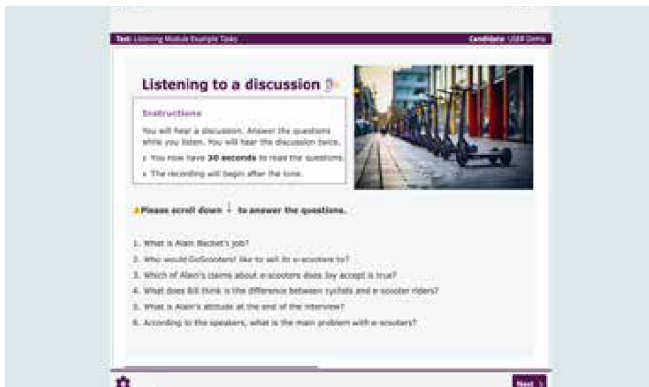 Test: Listening Module Example Tasks
Candidate: USER Demo
Listening to a discussion
Instructions
You will hear a discussion. Answer the questions
while you listen. You will hear the discussion twice.
› You now have 30 seconds to read the questions.
› The recording will begin after the tone.
Please scroll down ↓ to answer the questions.
1. What is Alain Becket's job?
2. Who would GoScooters! like to sell its e-scooters to?
3. Which of Alain's claims about e-scooters does Joy accept is true?
4. What does Bill think is the difference between cyclists and e-scooter riders?
5. What is Alain's attitude at the end of the interview?
6. According to the speakers, what is the main problem with e-scooters?
Next ›